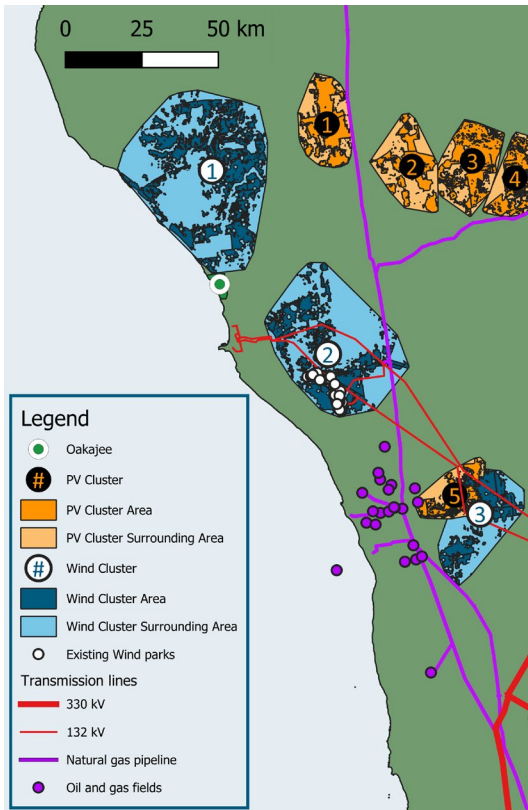 0 25 50 km
1
1
2
3
4
2
5
3
Legend
Oakajee
# PV Cluster
PV Cluster Area
PV Cluster Surrounding Area
# Wind Cluster
Wind Cluster Area
Wind Cluster Surrounding Area
Existing Wind parks
Transmission lines
330 kV
132 kV
Natural gas pipeline
Oil and gas fields